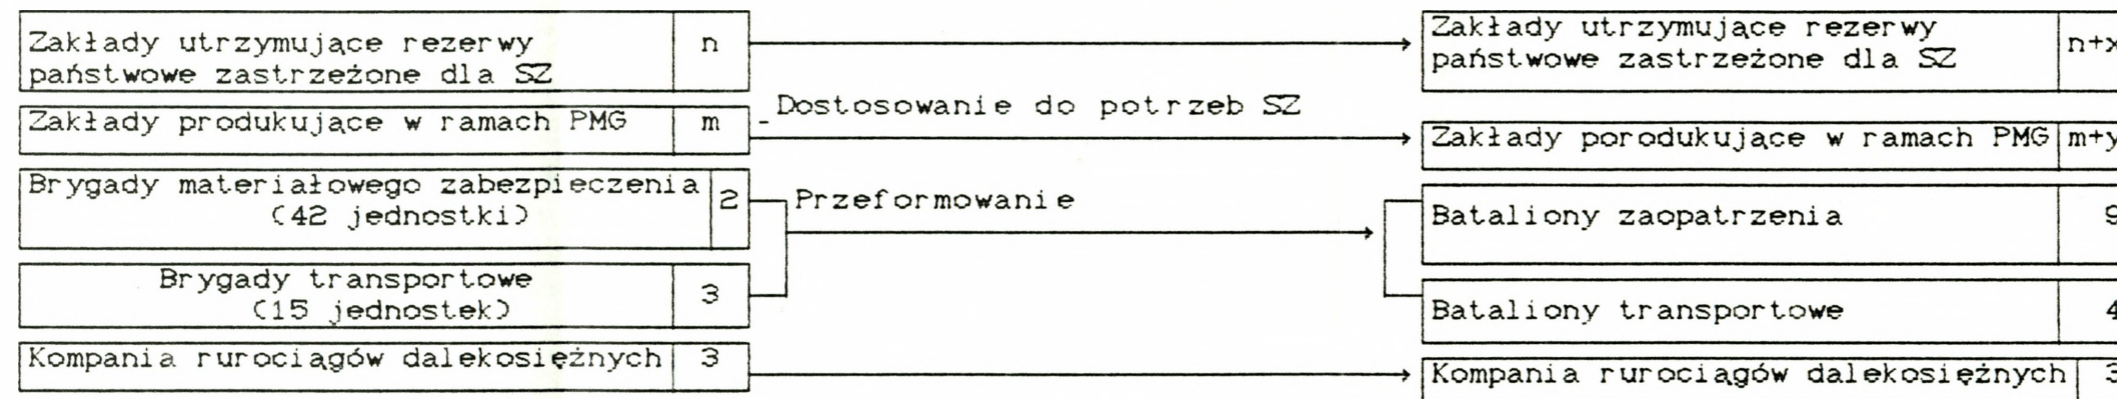 Zakłady utrzymujące rezerwy
państwowe zastrzeżone dla SZ
n
Zakłady utrzymujące rezerwy
państwowe zastrzeżone dla SZ
n+x
Zakłady produkujące w ramach PMG
m
Dostosowanie do potrzeb SZ
Zakłady porodukujące w ramach PMG
m+y
Brygady materiałowego zabezpieczenia
(42 jednostki)
2
Przeformowanie
Bataliony zaopatrzenia
9
Brygady transportowe
(15 jednostek)
3
Bataliony transportowe
4
Kompania rurociągów dalekosiężnych
3
Kompania rurociągów dalekosiężnych
3